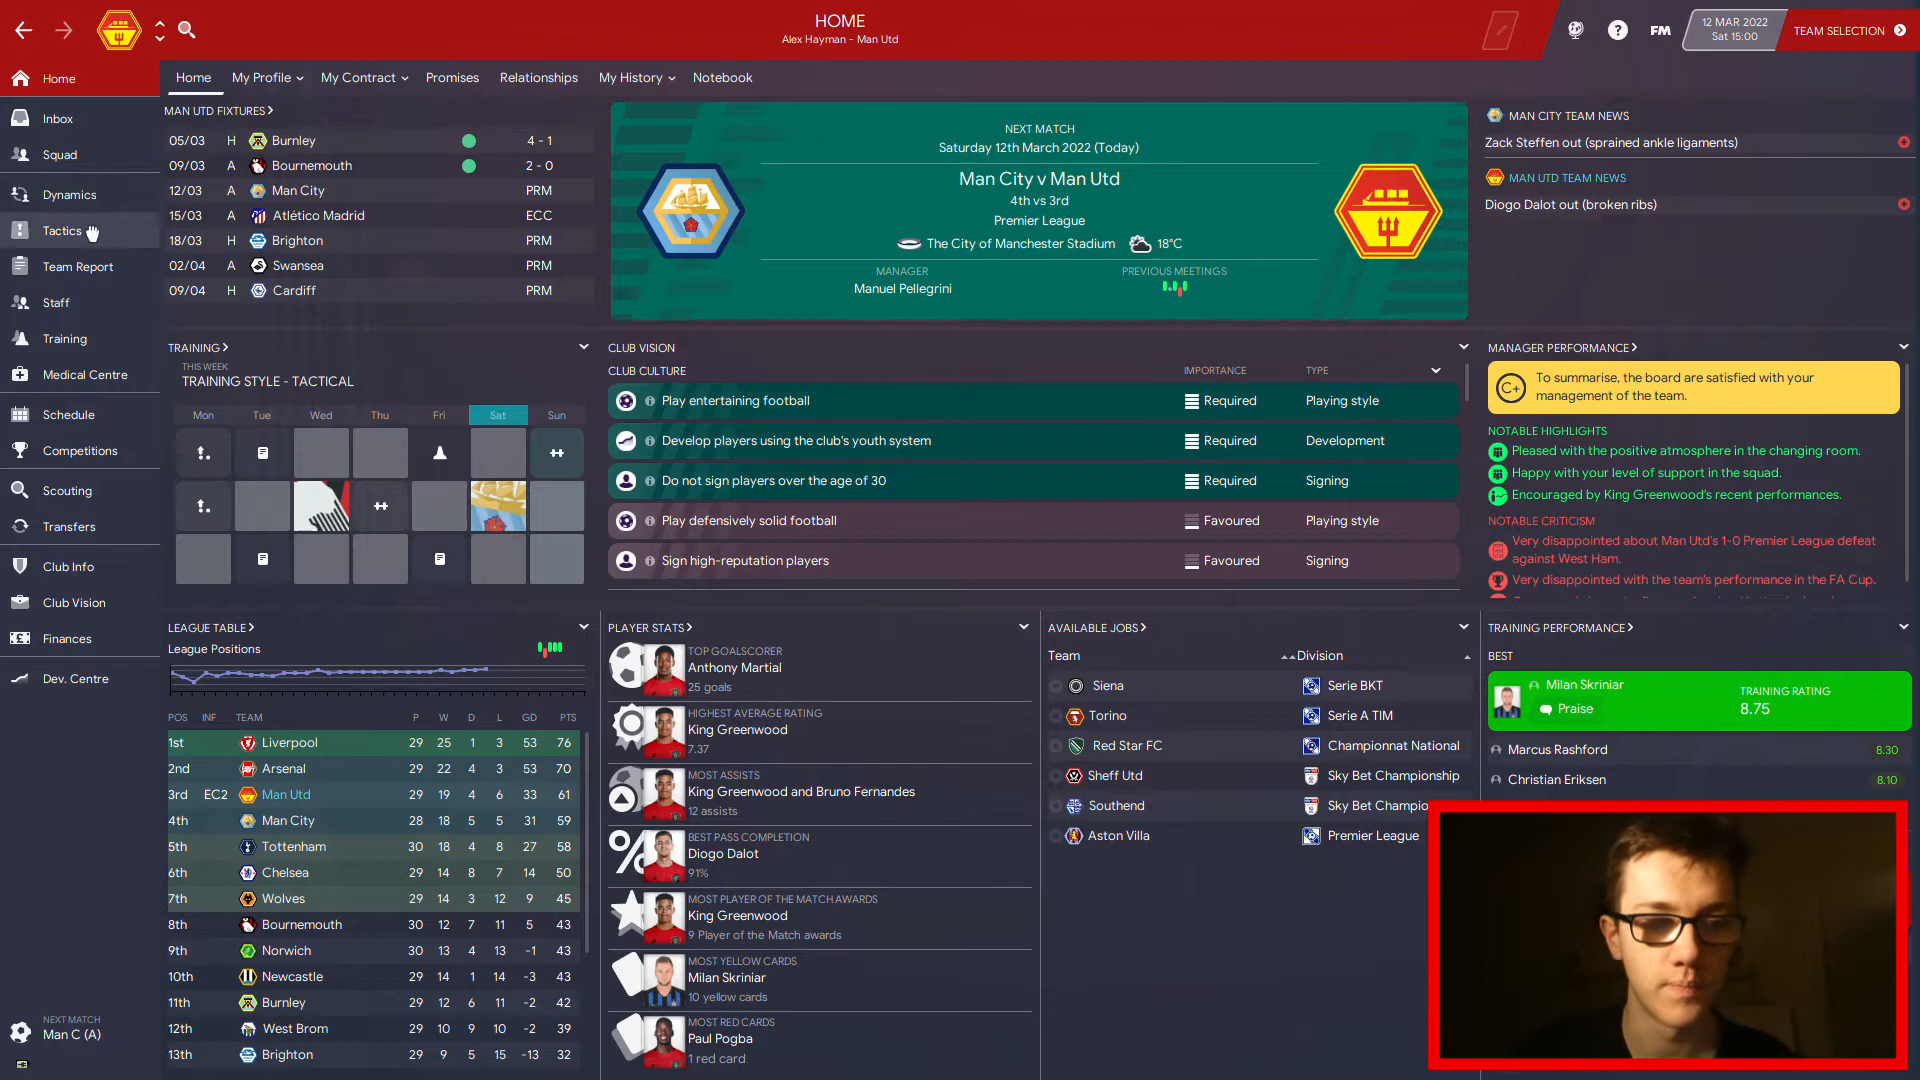 HOME
Alex Hayman - Man Utd
FM
12 MAR 2022
Sat 15:00
TEAM SELECTION
Home
Inbox
Squad
Dynamics
Tactics
Team Report
Staff
Training
Medical Centre
Schedule
Competitions
Scouting
Transfers
Club Info
Club Vision
Finances
Dev. Centre
NEXT MATCH
Man C (A)
Home My Profile My Contract Promises Relationships My History Notebook
MAN UTD FIXTURES
05/03 H Burnley 4 - 1
09/03 A Bournemouth 2 - 0
12/03 A Man City PRM
15/03 A Atlético Madrid ECC
18/03 H Brighton PRM
02/04 A Swansea PRM
09/04 H Cardiff PRM
NEXT MATCH
Saturday 12th March 2022 (Today)
Man City v Man Utd
4th vs 3rd
Premier League
The City of Manchester Stadium 18°C
MANAGER PREVIOUS MEETINGS
Manuel Pellegrini
MAN CITY TEAM NEWS
Zack Steffen out (sprained ankle ligaments)
MAN UTD TEAM NEWS
Diogo Dalot out (broken ribs)
TRAINING
THIS WEEK
TRAINING STYLE - TACTICAL
Mon Tue Wed Thu Fri Sat Sun
CLUB VISION
CLUB CULTURE IMPORTANCE TYPE
Play entertaining football Required Playing style
Develop players using the club's youth system Required Development
Do not sign players over the age of 30 Required Signing
Play defensively solid football Favoured Playing style
Sign high-reputation players Favoured Signing
MANAGER PERFORMANCE
C+
To summarise, the board are satisfied with your
management of the team.
NOTABLE HIGHLIGHTS
Pleased with the positive atmosphere in the changing room.
Happy with your level of support in the squad.
Encouraged by King Greenwood's recent performances.
NOTABLE CRITICISM
Very disappointed about Man Utd's 1-0 Premier League defeat
against West Ham.
Very disappointed with the team's performance in the FA Cup.
LEAGUE TABLE
League Positions
POS INF TEAM P W D L GD PTS
1st Liverpool 29 25 1 3 53 76
2nd Arsenal 29 22 4 3 53 70
3rd EC2 Man Utd 29 19 4 6 33 61
4th Man City 28 18 5 5 31 59
5th Tottenham 30 18 4 8 27 58
6th Chelsea 29 14 8 7 14 50
7th Wolves 29 14 3 12 9 45
8th Bournemouth 30 12 7 11 5 43
9th Norwich 30 13 4 13 -1 43
10th Newcastle 29 14 1 14 -3 43
11th Burnley 29 12 6 11 -2 42
12th West Brom 29 10 9 10 -2 39
13th Brighton 29 9 5 15 -13 32
PLAYER STATS
TOP GOALSCORER
Anthony Martial
25 goals
HIGHEST AVERAGE RATING
King Greenwood
7.37
MOST ASSISTS
King Greenwood and Bruno Fernandes
12 assists
BEST PASS COMPLETION
Diogo Dalot
91%
MOST PLAYER OF THE MATCH AWARDS
King Greenwood
9 Player of the Match awards
MOST YELLOW CARDS
Milan Skriniar
10 yellow cards
MOST RED CARDS
Paul Pogba
1 red card
AVAILABLE JOBS
Team Division
Siena Serie BKT
Torino Serie A TIM
Red Star FC Championnat National
Sheff Utd Sky Bet Championship
Southend Sky Bet Champio
Aston Villa Premier League
TRAINING PERFORMANCE
BEST
Milan Skriniar TRAINING RATING
Praise 8.75
Marcus Rashford 8.30
Christian Eriksen 8.10